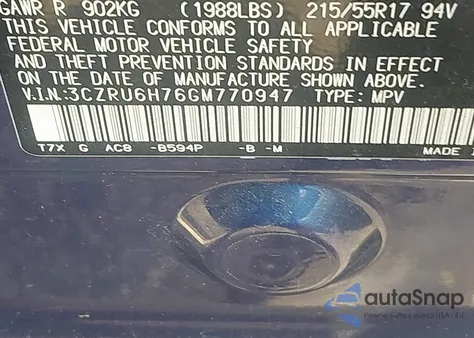 GAWR R 902KG (1988LBS) 215/55R17 94V
THIS VEHICLE CONFORMS TO ALL APPLICABLE
FEDERAL MOTOR VEHICLE SAFETY
AND THEFT PREVENTION STANDARDS IN EFFECT
ON THE DATE OF MANUFACTURE SHOWN ABOVE.
V.I.N.:3CZRU6H76GM770947 TYPE: MPV
T7X G AC8 -B594P -B -M MADE
autoSnap